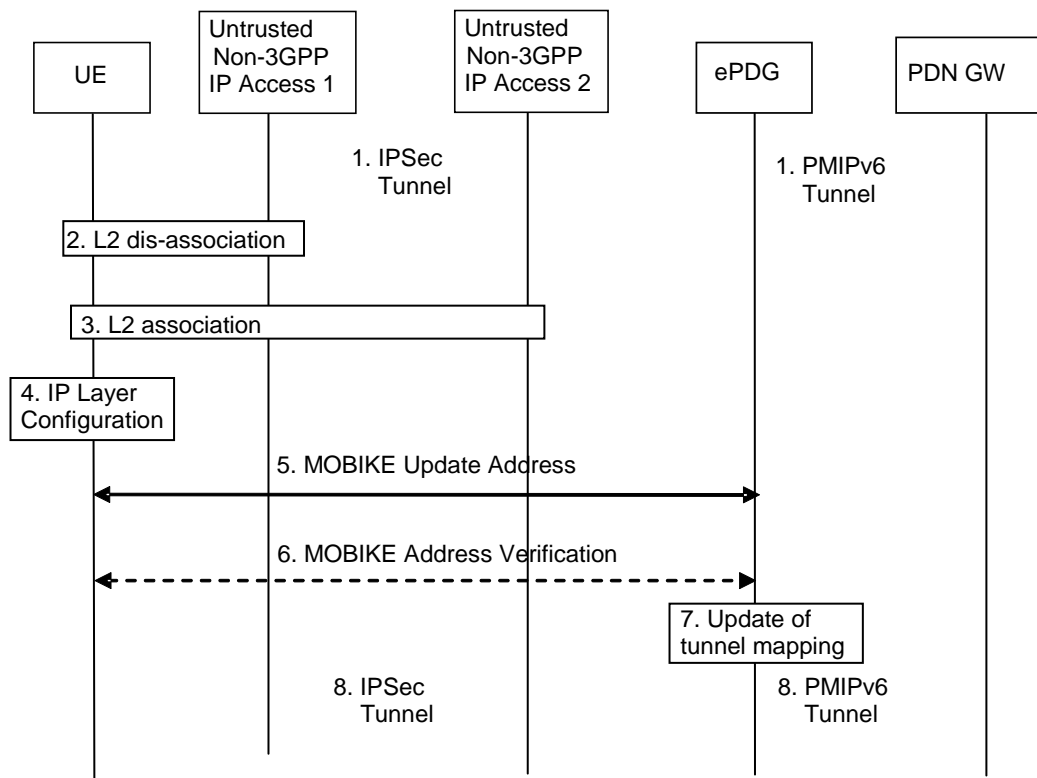 UE
Untrusted
Non-3GPP
IP Access 1
Untrusted
Non-3GPP
IP Access 2
ePDG
PDN GW
1. IPSec
Tunnel
1. PMIPv6
Tunnel
2. L2 dis-association
3. L2 association
4. IP Layer
Configuration
5. MOBIKE Update Address
6. MOBIKE Address Verification
7. Update of
tunnel mapping
8. IPSec
Tunnel
8. PMIPv6
Tunnel